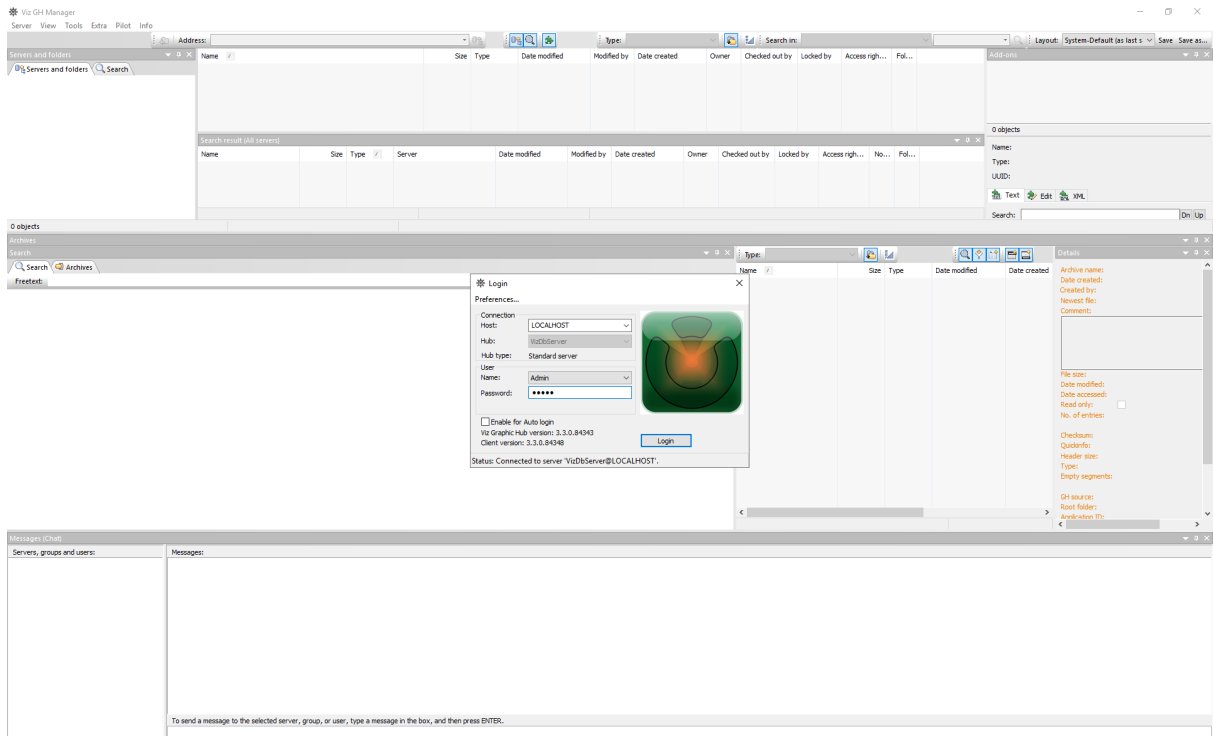 Viz GH Manager
Server View Tools Extra Pilot Info
Address: Type: Search in: Layout: System-Default (as last s Save Save as...
Servers and folders
Servers and folders Search
Name Size Type Date modified Modified by Date created Owner Checked out by Locked by Access righ... Fol...
Add-ons
0 objects
Name:
Type:
UUID:
Text Edit XML
Search: Dn Up
Search result (All servers)
Name Size Type Server Date modified Modified by Date created Owner Checked out by Locked by Access righ... No... Fol...
0 objects
Archives
Search
Search Archives
Freetext:
Type:
Name Size Type Date modified Date created
Details
Archive name:
Date created:
Created by:
Newest file:
Comment:
File size:
Date modified:
Date accessed:
Read only:
No. of entries:
Checksum:
Quickinfo:
Header size:
Type:
Empty segments:
GH source:
Root folder:
Application ID:
Login
Preferences...
Connection
Host: LOCALHOST
Hub: VizDbServer
Hub type: Standard server
User
Name: Admin
Password: •••••
Enable for Auto login
Viz Graphic Hub version: 3.3.0.84343
Client version: 3.3.0.84348
Login
Status: Connected to server 'VizDbServer@LOCALHOST'.
Messages (Chat)
Servers, groups and users:
Messages:
To send a message to the selected server, group, or user, type a message in the box, and then press ENTER.